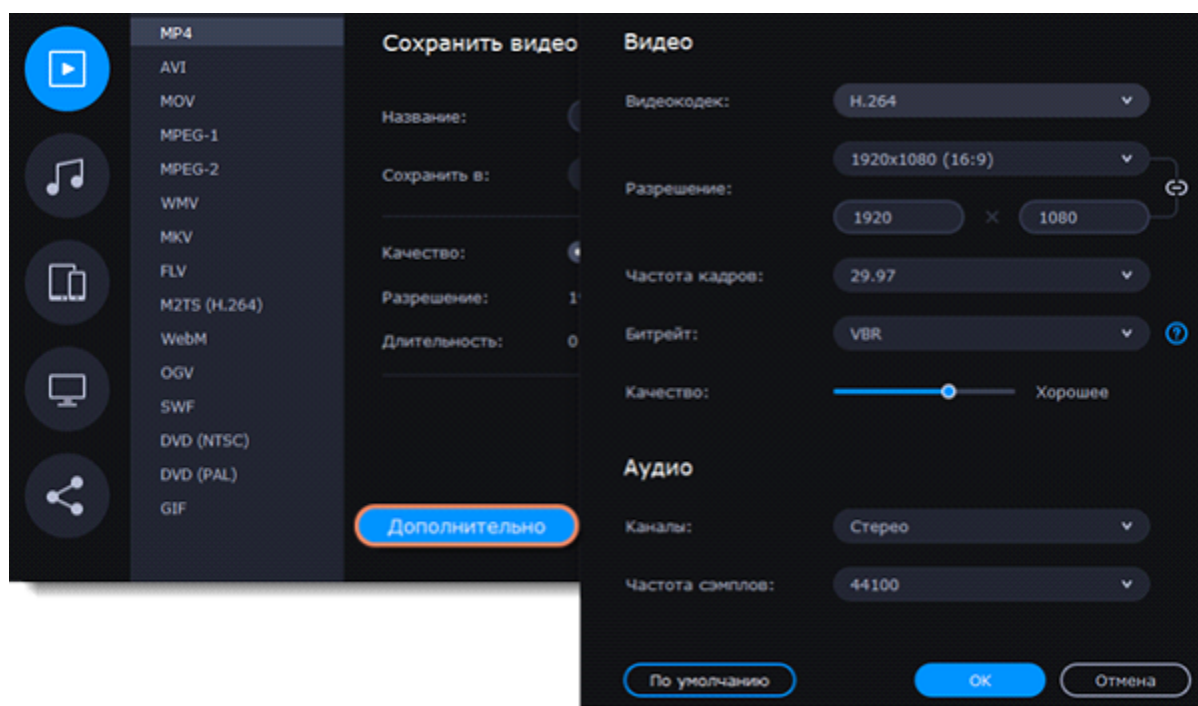 MP4
AVI
MOV
MPEG-1
MPEG-2
WMV
MKV
FLV
M2TS (H.264)
WebM
OGV
SWF
DVD (NTSC)
DVD (PAL)
GIF
Сохранить видео
Название:
Сохранить в:
Качество:
Разрешение:
Длительность:
Дополнительно
Видео
Видеокодек: H.264
1920x1080 (16:9)
Разрешение:
1920 × 1080
Частота кадров: 29.97
Битрейт: VBR ?
Качество: Хорошее
Аудио
Каналы: Стерео
Частота сэмплов: 44100
По умолчанию OK Отмена